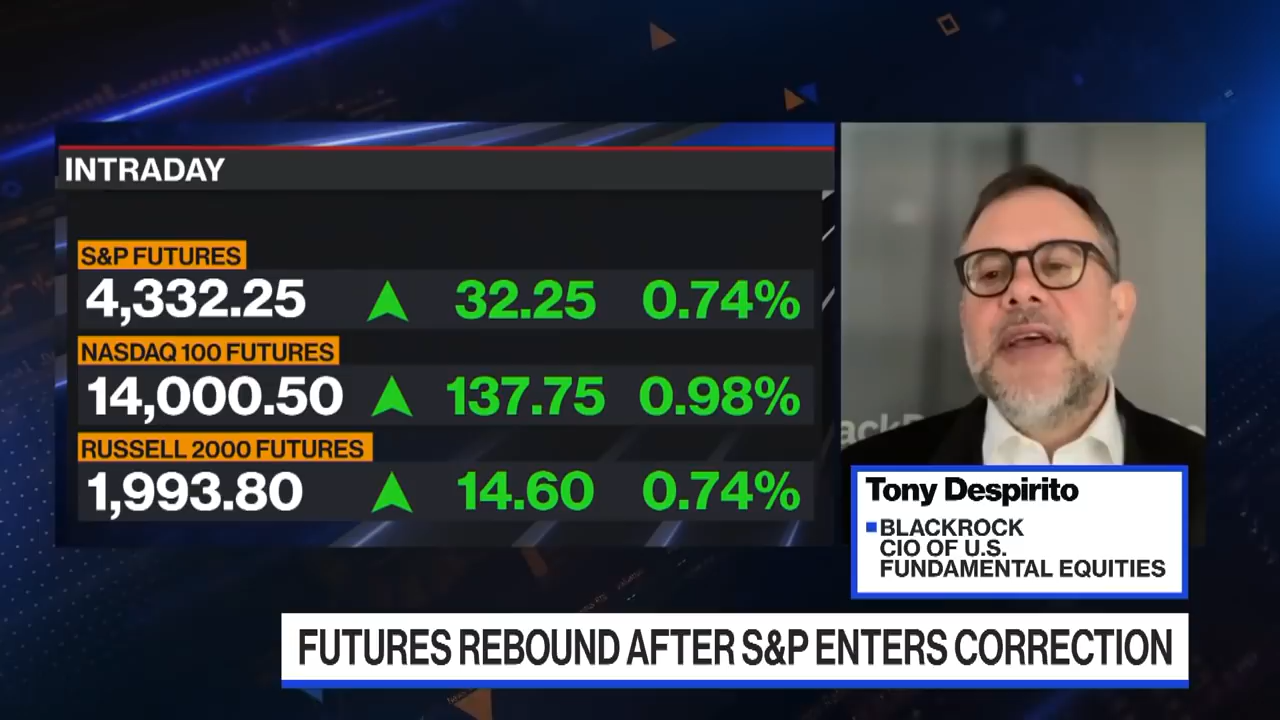 INTRADAY
S&P FUTURES
4,332.25 ▲ 32.25 0.74%
NASDAQ 100 FUTURES
14,000.50 ▲ 137.75 0.98%
RUSSELL 2000 FUTURES
1,993.80 ▲ 14.60 0.74%
Tony Despirito
BLACKROCK
CIO OF U.S.
FUNDAMENTAL EQUITIES
FUTURES REBOUND AFTER S&P ENTERS CORRECTION